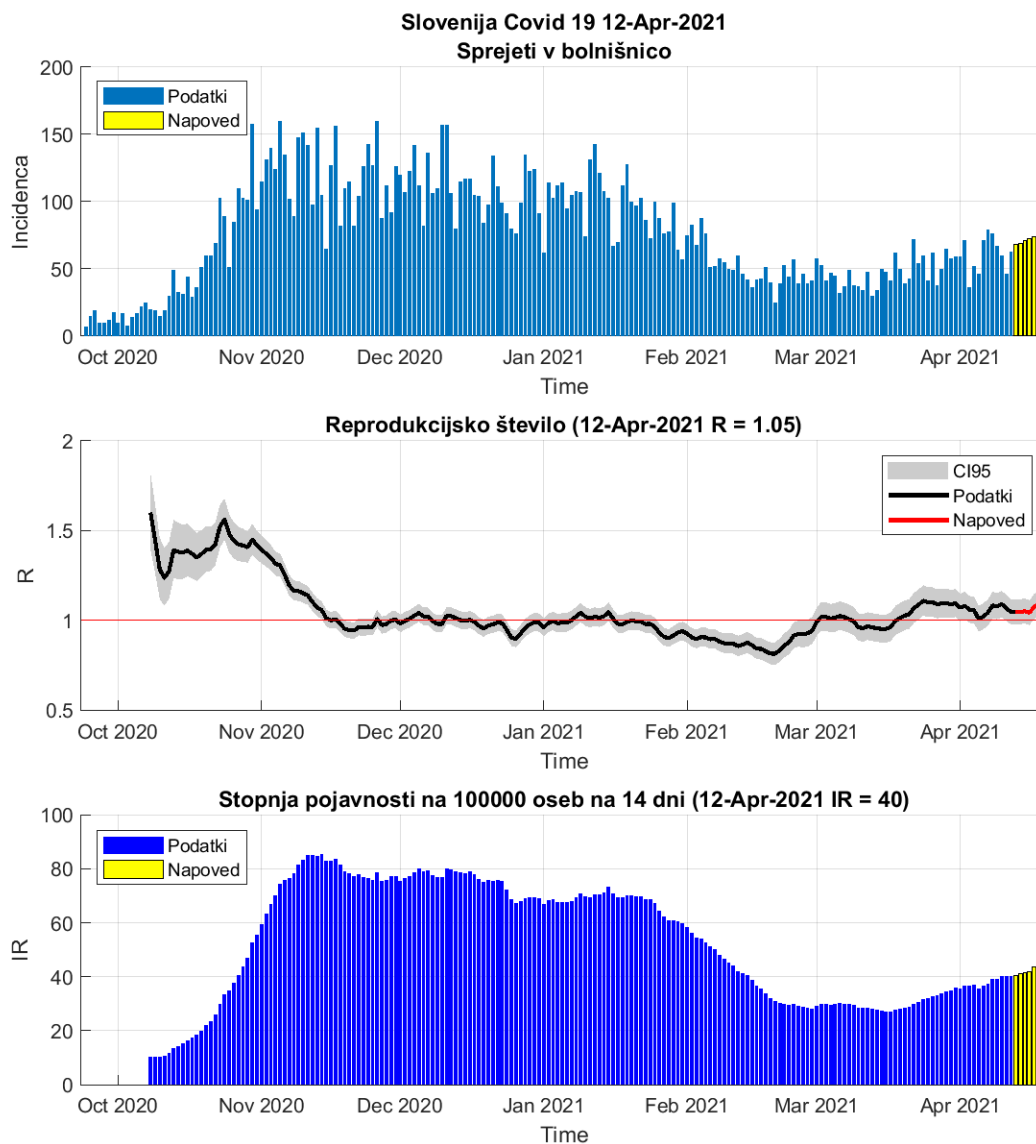 Slovenija Covid 19 12-Apr-2021
Sprejeti v bolnišnico
200
150
100
50
0
Incidenca
Podatki
Napoved
Oct 2020 Nov 2020 Dec 2020 Jan 2021 Feb 2021 Mar 2021 Apr 2021
Time
Reprodukcijsko število (12-Apr-2021 R = 1.05)
2
1.5
1
0.5
R
CI95
Podatki
Napoved
Oct 2020 Nov 2020 Dec 2020 Jan 2021 Feb 2021 Mar 2021 Apr 2021
Time
Stopnja pojavnosti na 100000 oseb na 14 dni (12-Apr-2021 IR = 40)
100
80
60
40
20
0
IR
Podatki
Napoved
Oct 2020 Nov 2020 Dec 2020 Jan 2021 Feb 2021 Mar 2021 Apr 2021
Time